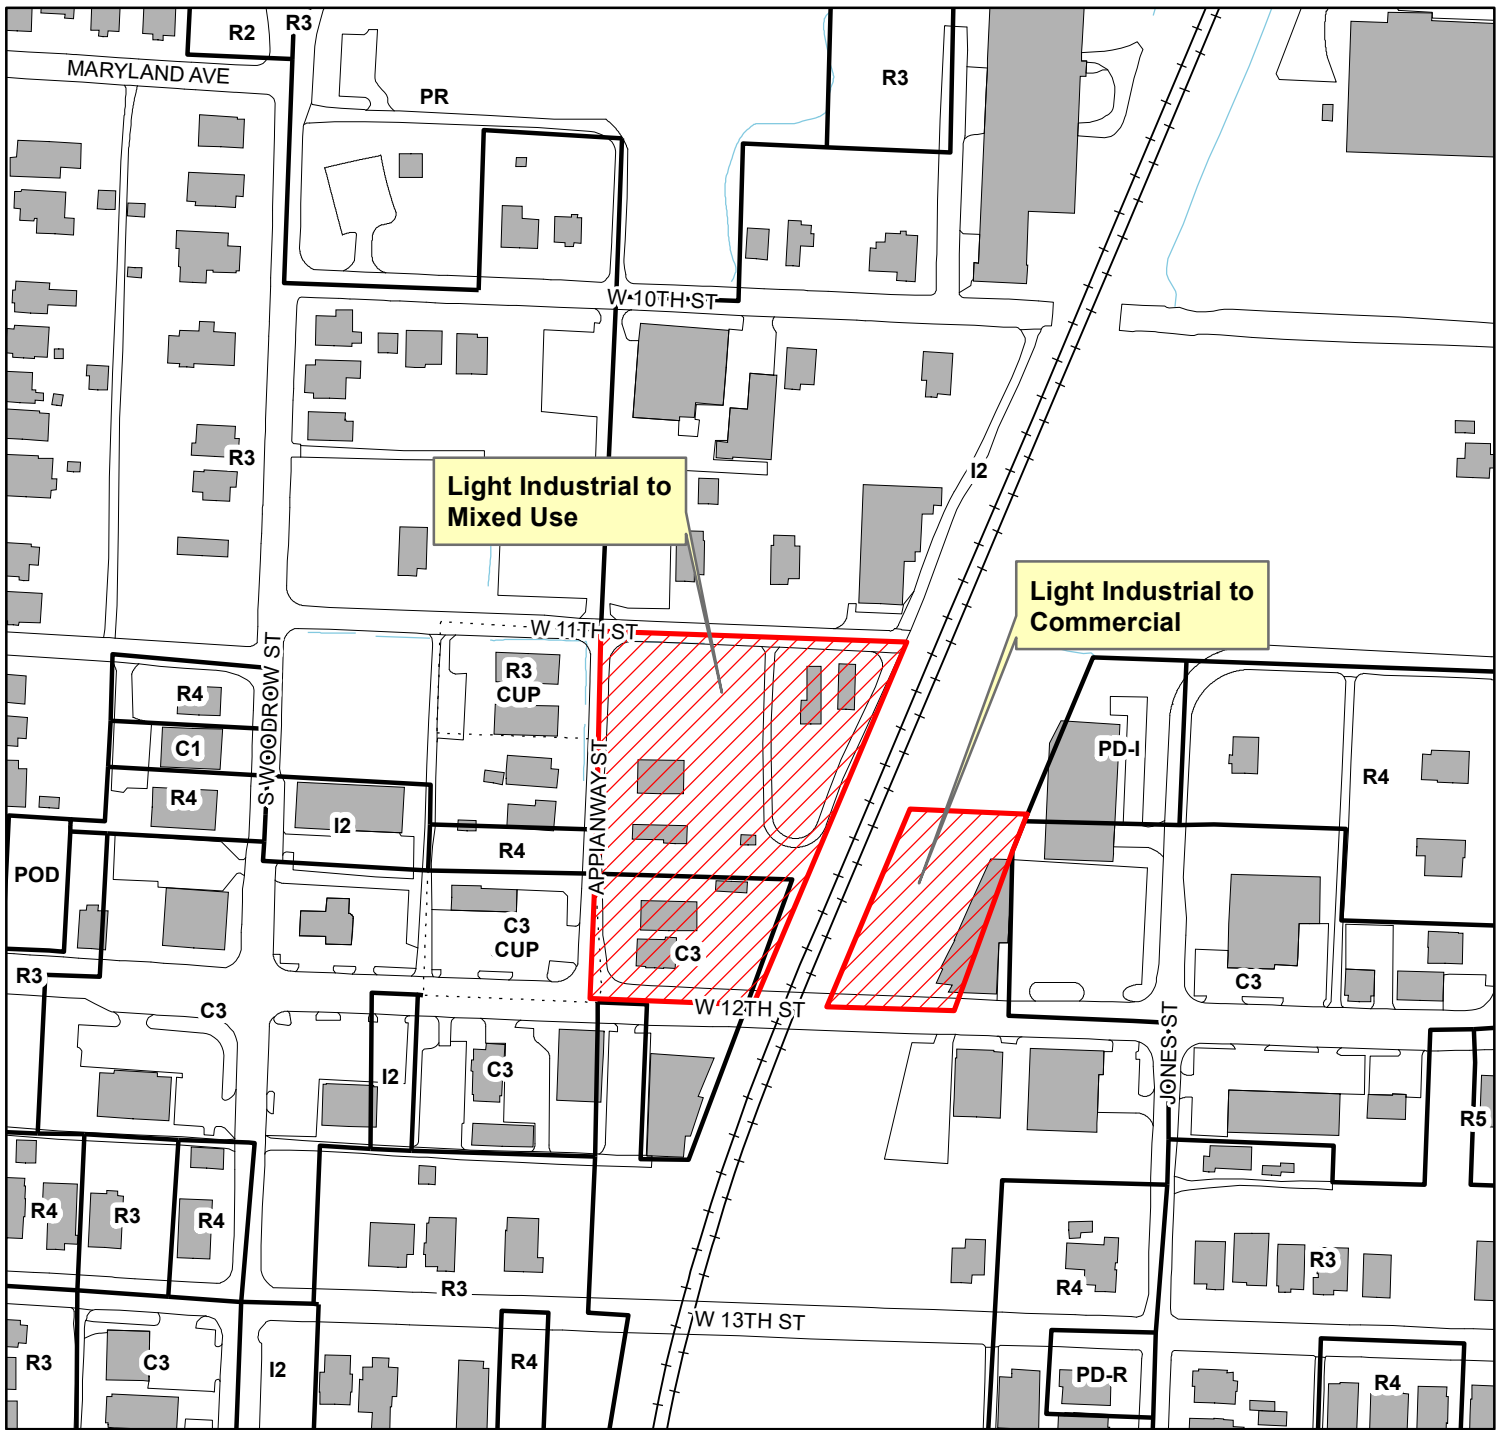 R2
R3
MARYLAND AVE
PR
R3
W 10TH ST
R3
I2
Light Industrial to
Mixed Use
Light Industrial to
Commercial
W 11TH ST
S WOODROW ST
R3
CUP
R4
C1
R4
I2
APPIANWAY ST
R4
PD-I
R4
POD
C3
CUP
C3
R3
C3
W 12TH ST
C3
JONES ST
I2
C3
R5
R4
R3
R4
R3
R4
R3
W 13TH ST
R3
C3
I2
R4
PD-R
R4